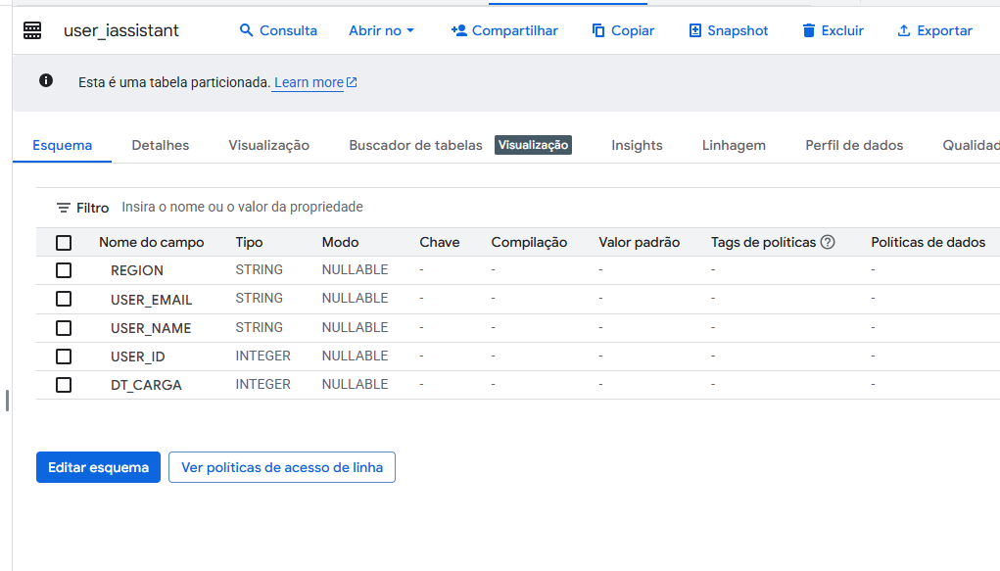 user_iassistant Consulta Abrir no Compartilhar Copiar Snapshot Excluir Exportar
Esta é uma tabela particionada. Learn more
Esquema Detalhes Visualização Buscador de tabelas Visualização Insights Linhagem Perfil de dados Qualidad
Filtro Insira o nome ou o valor da propriedade
Nome do campo Tipo Modo Chave Compilação Valor padrão Tags de políticas Políticas de dados
REGION STRING NULLABLE - - - - -
USER_EMAIL STRING NULLABLE - - - - -
USER_NAME STRING NULLABLE - - - - -
USER_ID INTEGER NULLABLE - - - - -
DT_CARGA INTEGER NULLABLE - - - - -
Editar esquema Ver políticas de acesso de linha